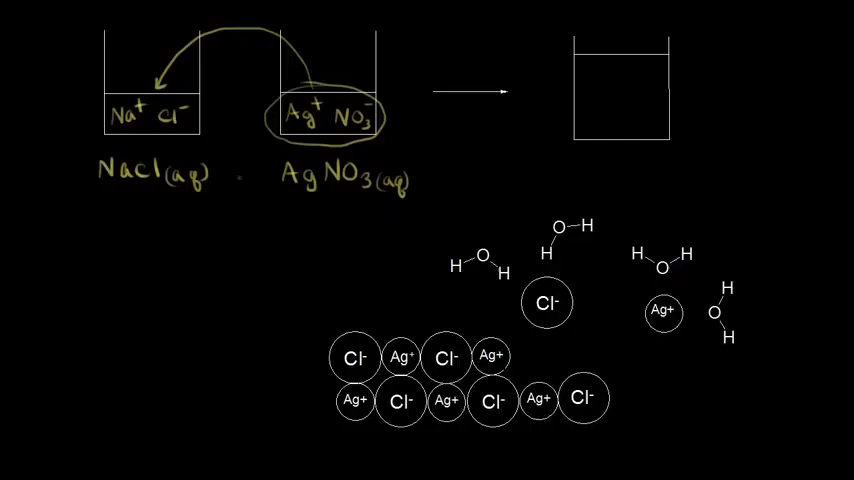 Na⁺ Cl⁻ Ag⁺ NO₃⁻
NaCl(aq) · AgNO₃(aq)
O H
H O H H H O H
H
Cl⁻ Ag+ O
H
Cl⁻ Ag⁺ Cl⁻ Ag+
Ag+ Cl⁻ Ag+ Cl⁻ Ag+ Cl⁻